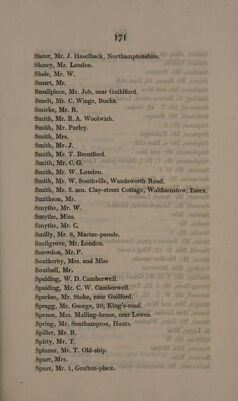 171
Slater, Mr. J. Haselback, Northamptonshire.
Slaney, Mr. London.
Slade, Mr. W.
Smart, Mr.
Smallpiece, Mr. Job, near Guildford.
Smelt, Mr. C. Wings, Bucks.
Smirke, Mr. R.
Smith, Mr. R. A. Woolwich.
Smith, Mr. Purley.
Smith, Mrs.
Smith, Mr. J.
Smith, Mr. T. Brentford.
Smith, Mr. C. G.
Smith, Mr. W. London.
Smith, Mr. W. Southville, Wandsworth Road.
Smith, Mr. S. sen. Clay-street Cottage, Walthamstow, Essex.
Smithson, Mr.
Smythe, Mr. W.
Smythe, Miss.
Smythe, Mr. C.
Snilly, Mr. 8, Marine-parade.
Snellgrove, Mr. London.
Snowdon, Mr. P.
Southerby, Mrs. and Miss
Southall, Mr.
Spalding, W. D. Camberwell.
Spalding, Mr. C. W. Camberwell.
Sparkes, Mr. Stoke, near Guilford.
Spragg, Mr. George, 20, King's-road.
Spence, Mrs. Malling-house, near Lewes.
Spring, Mr. Southampton, Hants.
Spiller, Mr. R.
Spitty, Mr. T.
Spinner, Mr. T. Old-ship.
Spurr, Mrs.
Spurr, Mr. 1, Grafton-place.